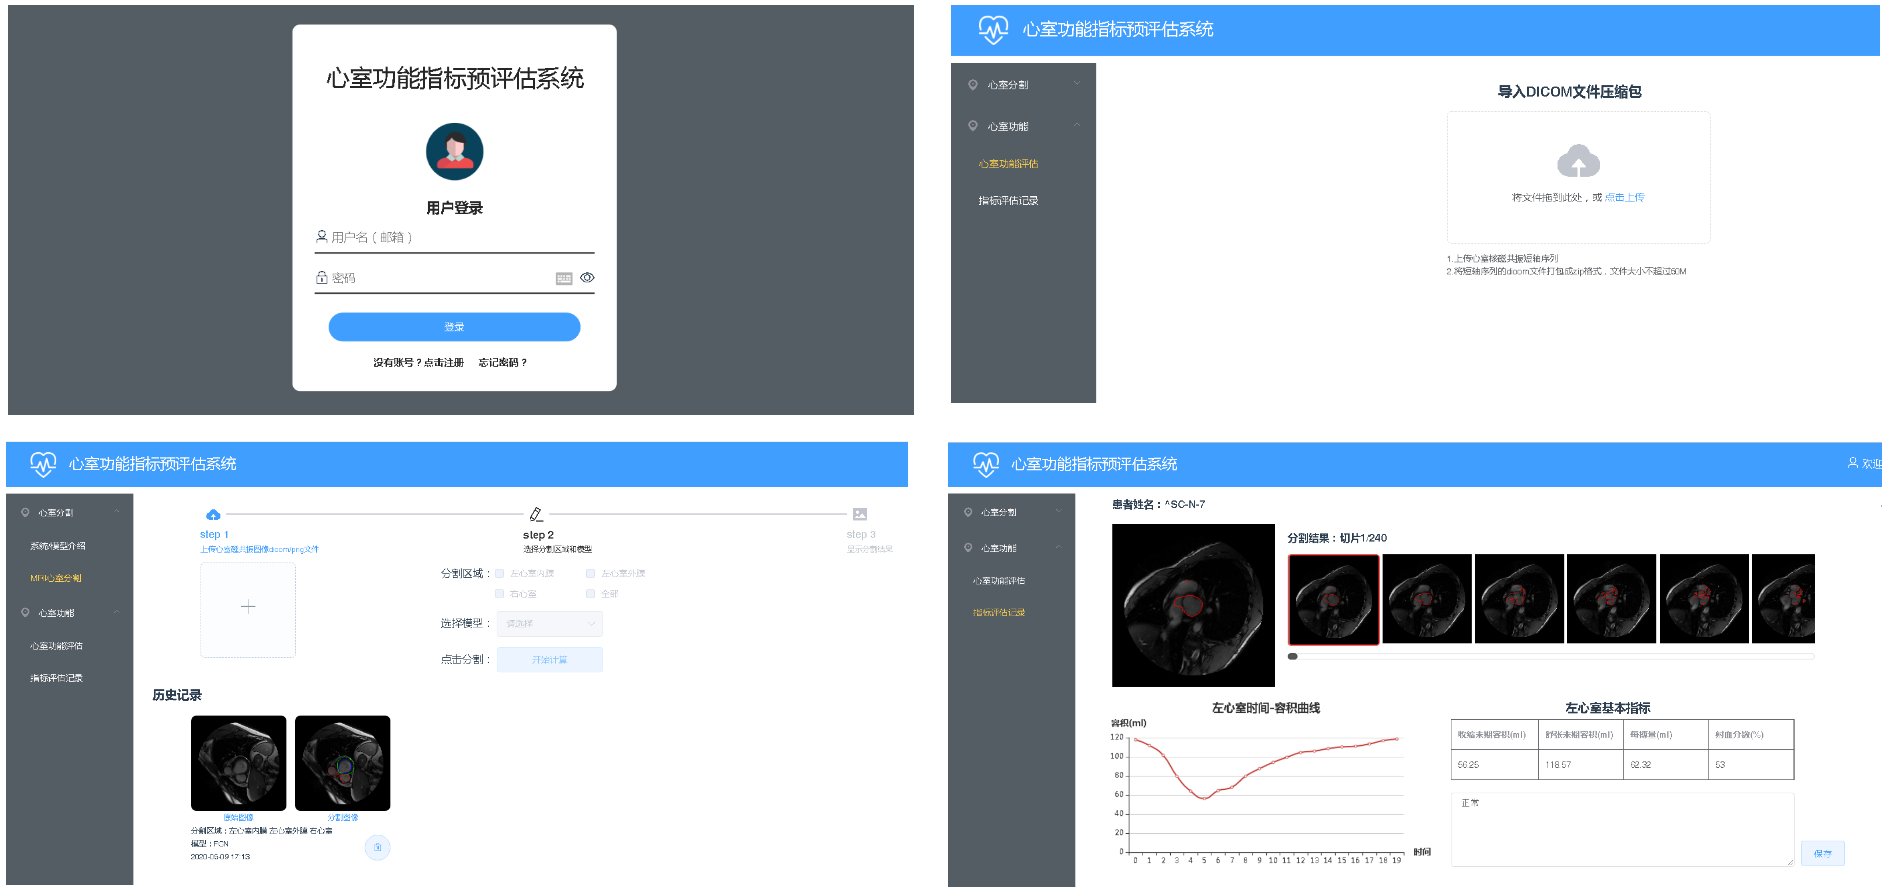 心室功能指标预评估系统
用户登录
用户名（邮箱）
密码
登录
没有账号？点击注册 忘记密码？
心室功能指标预评估系统
心室分割
心室功能
心室功能评估
指标评估记录
导入DICOM文件压缩包
将文件拖到此处，或 点击上传
1.上传心室核磁共振短轴序列
2.将短轴序列的dicom文件打包成zip格式，文件大小不超过60M
心室功能指标预评估系统
心室分割
系统/模型介绍
MRI心室分割
心室功能
心室功能评估
指标评估记录
step 1
上传心室磁共振图像dicom/png文件
step 2
选择分割区域和模型
step 3
显示分割结果
分割区域： 左心室内膜 左心室外膜
右心室 全部
选择模型： 请选择
点击分割： 开始计算
历史记录
原始图像 分割图像
分割区域：左心室内膜 左心室外膜 右心室
模型：FCN
2020-06-09 17:13
心室功能指标预评估系统
欢迎
心室分割
心室功能
心室功能评估
指标评估记录
患者姓名：^SC-N-7
分割结果：切片1/240
左心室时间-容积曲线
容积(ml)
120
100
80
60
40
20
0
0 1 2 3 4 5 6 7 8 9 10 11 12 13 14 15 16 17 18 19
时间
左心室基本指标
收缩末期容积(ml) 舒张末期容积(ml) 每搏量(ml) 射血分数(%)
56.25 118.57 62.32 53
正常
保存